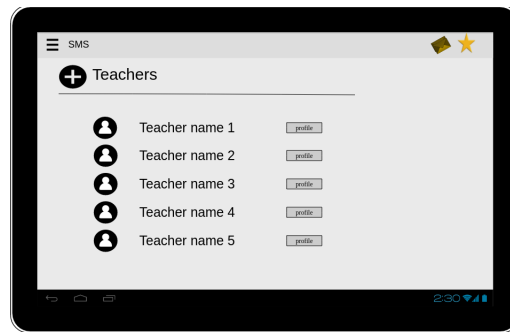 SMS
Teachers
Teacher name 1 profile
Teacher name 2 profile
Teacher name 3 profile
Teacher name 4 profile
Teacher name 5 profile
2:30